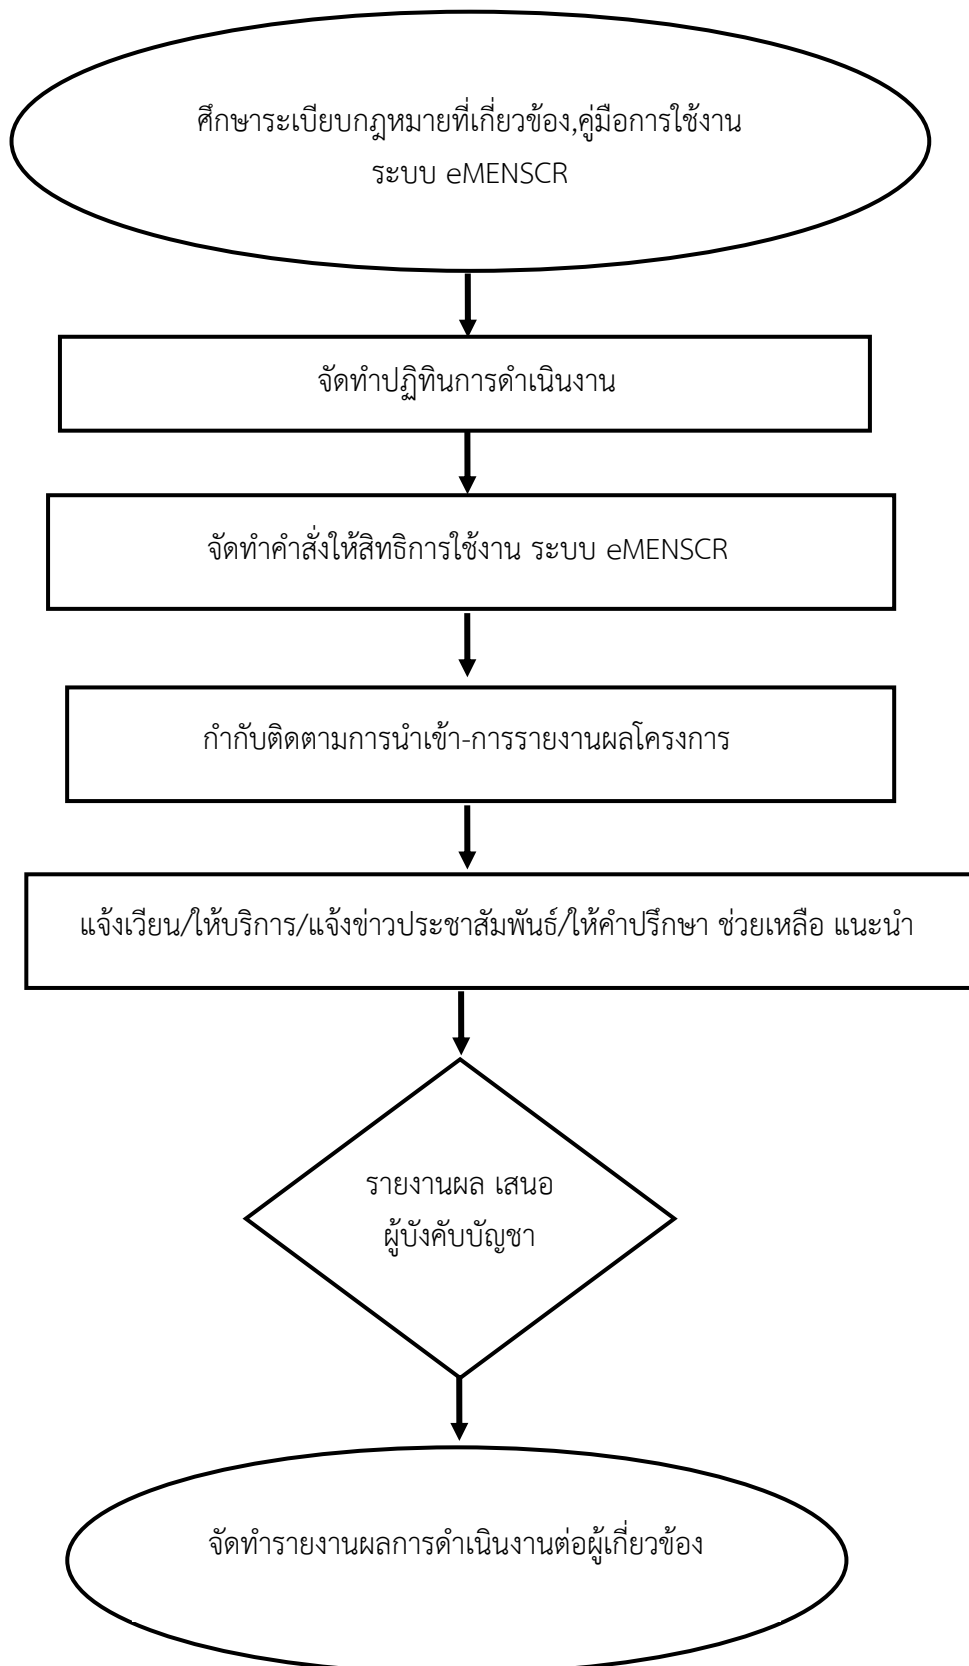 ศึกษาระเบียบกฎหมายที่เกี่ยวข้อง,คู่มือการใช้งาน
ระบบ eMENSCR
จัดทำปฏิทินการดำเนินงาน
จัดทำคำสั่งให้สิทธิการใช้งาน ระบบ eMENSCR
กำกับติดตามการนำเข้า-การรายงานผลโครงการ
แจ้งเวียน/ให้บริการ/แจ้งข่าวประชาสัมพันธ์/ให้คำปรึกษา ช่วยเหลือ แนะนำ
รายงานผล เสนอ
ผู้บังคับบัญชา
จัดทำรายงานผลการดำเนินงานต่อผู้เกี่ยวข้อง